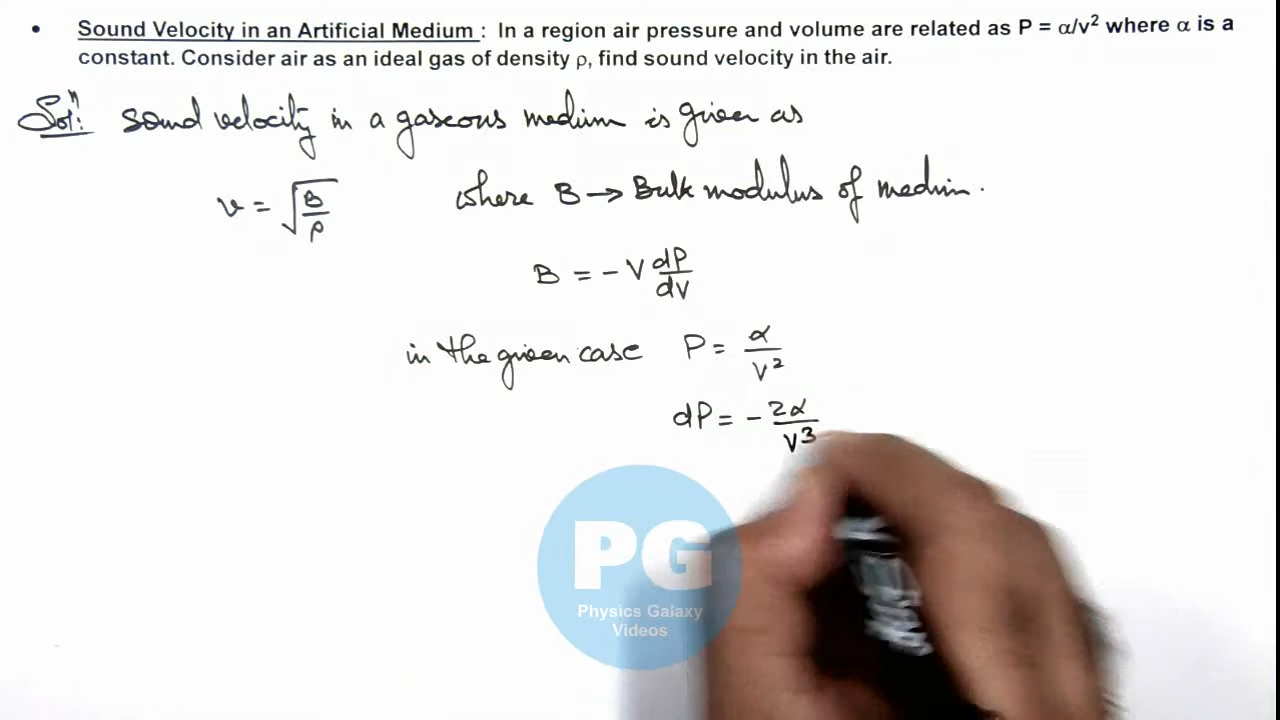 • Sound Velocity in an Artificial Medium : In a region air pressure and volume are related as P = α/v² where α is a
constant. Consider air as an ideal gas of density ρ, find sound velocity in the air.
Solⁿ: Sound velocity in a gaseous medium is given as
v = √(B/ρ) where B → Bulk modulus of medium.
B = - V dP/dV
in the given case P = α/V²
dP = - 2α/V³
PG
Physics Galaxy
Videos